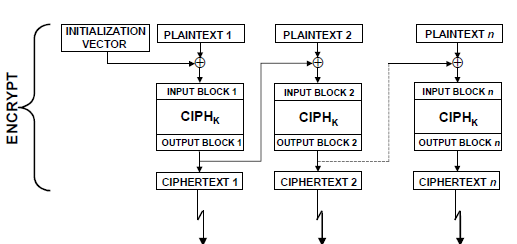 ENCRYPT
INITIALIZATION
VECTOR
PLAINTEXT 1
PLAINTEXT 2
PLAINTEXT n
INPUT BLOCK 1
INPUT BLOCK 2
INPUT BLOCK n
CIPHK
CIPHK
CIPHK
OUTPUT BLOCK 1
OUTPUT BLOCK 2
OUTPUT BLOCK n
CIPHERTEXT 1
CIPHERTEXT 2
CIPHERTEXT n